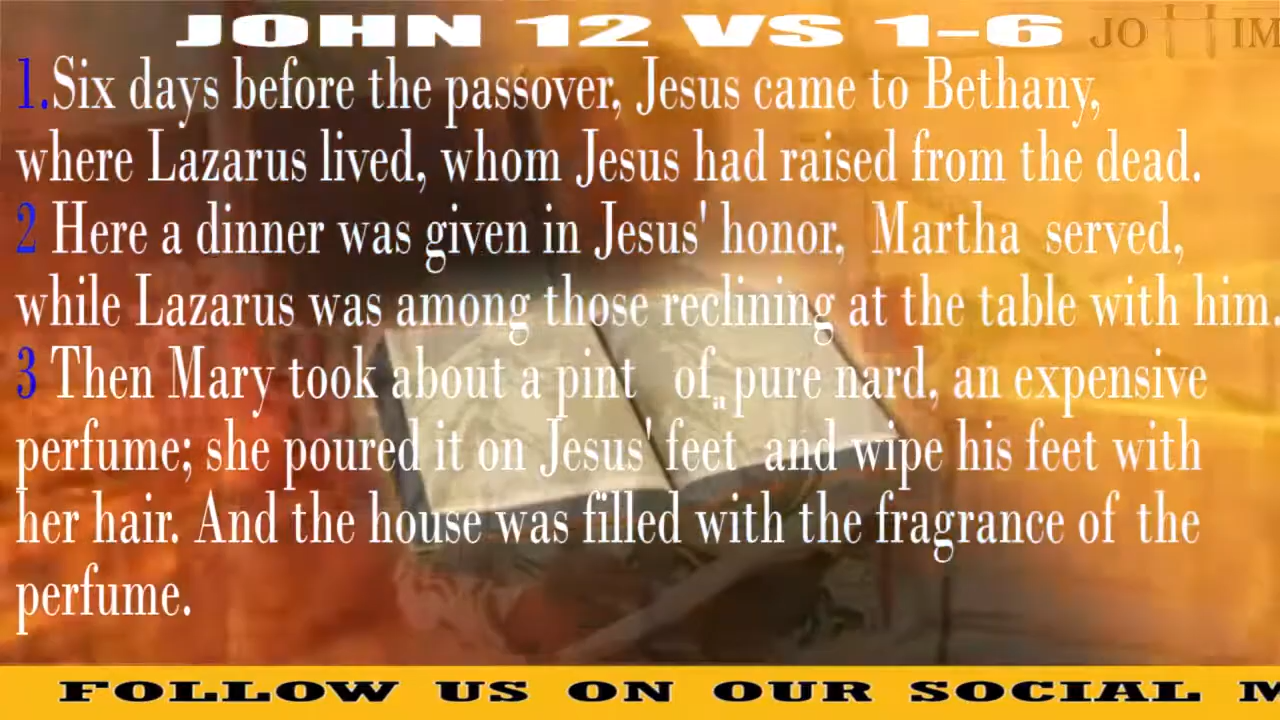 JOHN 12 VS 1-6
1.Six days before the passover, Jesus came to Bethany,
where Lazarus lived, whom Jesus had raised from the dead.
2 Here a dinner was given in Jesus' honor, Martha served,
while Lazarus was among those reclining at the table with him.
3 Then Mary took about a pint of pure nard, an expensive
perfume; she poured it on Jesus' feet and wipe his feet with
her hair. And the house was filled with the fragrance of the
perfume.
FOLLOW US ON OUR SOCIAL M